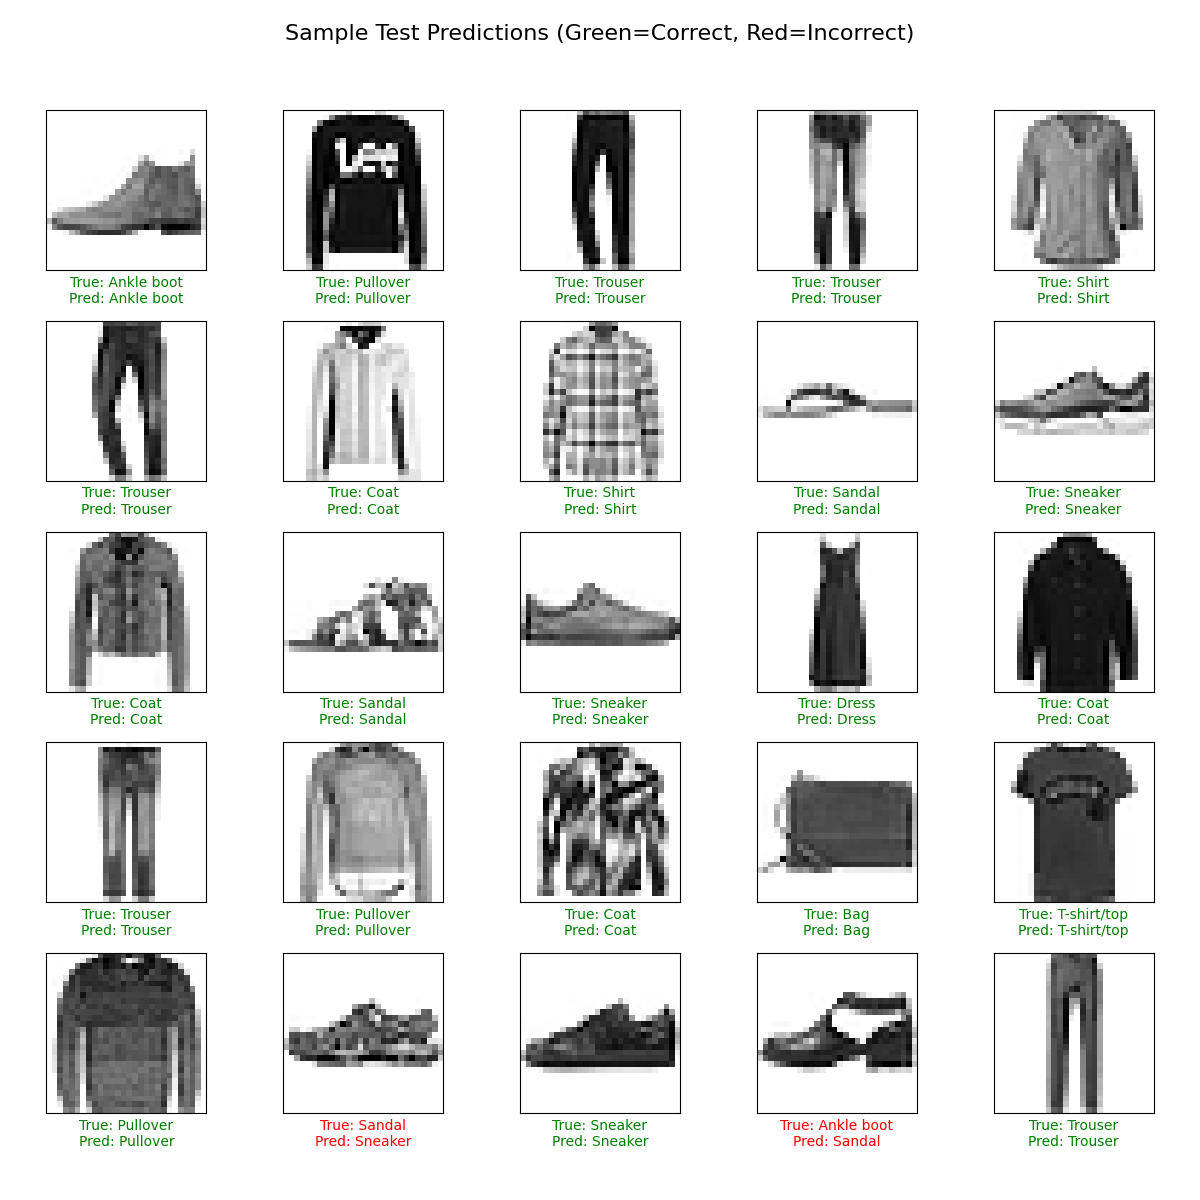 Sample Test Predictions (Green=Correct, Red=Incorrect)
Lee
True: Ankle boot
Pred: Ankle boot
True: Pullover
Pred: Pullover
True: Trouser
Pred: Trouser
True: Trouser
Pred: Trouser
True: Shirt
Pred: Shirt
True: Trouser
Pred: Trouser
True: Coat
Pred: Coat
True: Shirt
Pred: Shirt
True: Sandal
Pred: Sandal
True: Sneaker
Pred: Sneaker
True: Coat
Pred: Coat
True: Sandal
Pred: Sandal
True: Sneaker
Pred: Sneaker
True: Dress
Pred: Dress
True: Coat
Pred: Coat
True: Trouser
Pred: Trouser
True: Pullover
Pred: Pullover
True: Coat
Pred: Coat
True: Bag
Pred: Bag
True: T-shirt/top
Pred: T-shirt/top
True: Pullover
Pred: Pullover
True: Sandal
Pred: Sneaker
True: Sneaker
Pred: Sneaker
True: Ankle boot
Pred: Sandal
True: Trouser
Pred: Trouser